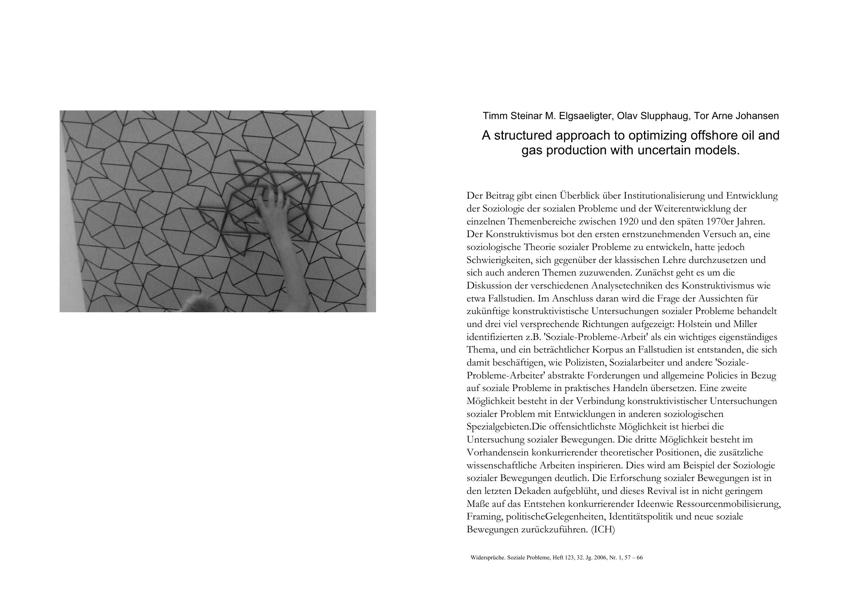 Timm Steinar M. Elgsaeligter, Olav Slupphaug, Tor Arne Johansen
A structured approach to optimizing offshore oil and
gas production with uncertain models.
Der Beitrag gibt einen Überblick über Institutionalisierung und Entwicklung
der Soziologie der sozialen Probleme und der Weiterentwicklung der
einzelnen Themenbereiche zwischen 1920 und den späten 1970er Jahren.
Der Konstruktivismus bot den ersten ernstzunehmenden Versuch an, eine
soziologische Theorie sozialer Probleme zu entwickeln, hatte jedoch
Schwierigkeiten, sich gegenüber der klassischen Lehre durchzusetzen und
sich auch anderen Themen zuzuwenden. Zunächst geht es um die
Diskussion der verschiedenen Analysetechniken des Konstruktivismus wie
etwa Fallstudien. Im Anschluss daran wird die Frage der Aussichten für
zukünftige konstruktivistische Untersuchungen sozialer Probleme behandelt
und drei viel versprechende Richtungen aufgezeigt: Holstein und Miller
identifizierten z.B. 'Soziale-Probleme-Arbeit' als ein wichtiges eigenständiges
Thema, und ein beträchtlicher Korpus an Fallstudien ist entstanden, die sich
damit beschäftigen, wie Polizisten, Sozialarbeiter und andere 'Soziale-
Probleme-Arbeiter' abstrakte Forderungen und allgemeine Policies in Bezug
auf soziale Probleme in praktisches Handeln übersetzen. Eine zweite
Möglichkeit besteht in der Verbindung konstruktivistischer Untersuchungen
sozialer Problem mit Entwicklungen in anderen soziologischen
Spezialgebieten.Die offensichtlichste Möglichkeit ist hierbei die
Untersuchung sozialer Bewegungen. Die dritte Möglichkeit besteht im
Vorhandensein konkurrierender theoretischer Positionen, die zusätzliche
wissenschaftliche Arbeiten inspirieren. Dies wird am Beispiel der Soziologie
sozialer Bewegungen deutlich. Die Erforschung sozialer Bewegungen ist in
den letzten Dekaden aufgeblüht, und dieses Revival ist in nicht geringem
Maße auf das Entstehen konkurrierender Ideenwie Ressourcenmobilisierung,
Framing, politischeGelegenheiten, Identitätspolitik und neue soziale
Bewegungen zurückzuführen. (ICH)
Widersprüche. Soziale Probleme, Heft 123, 32. Jg. 2006, Nr. 1, 57 – 66